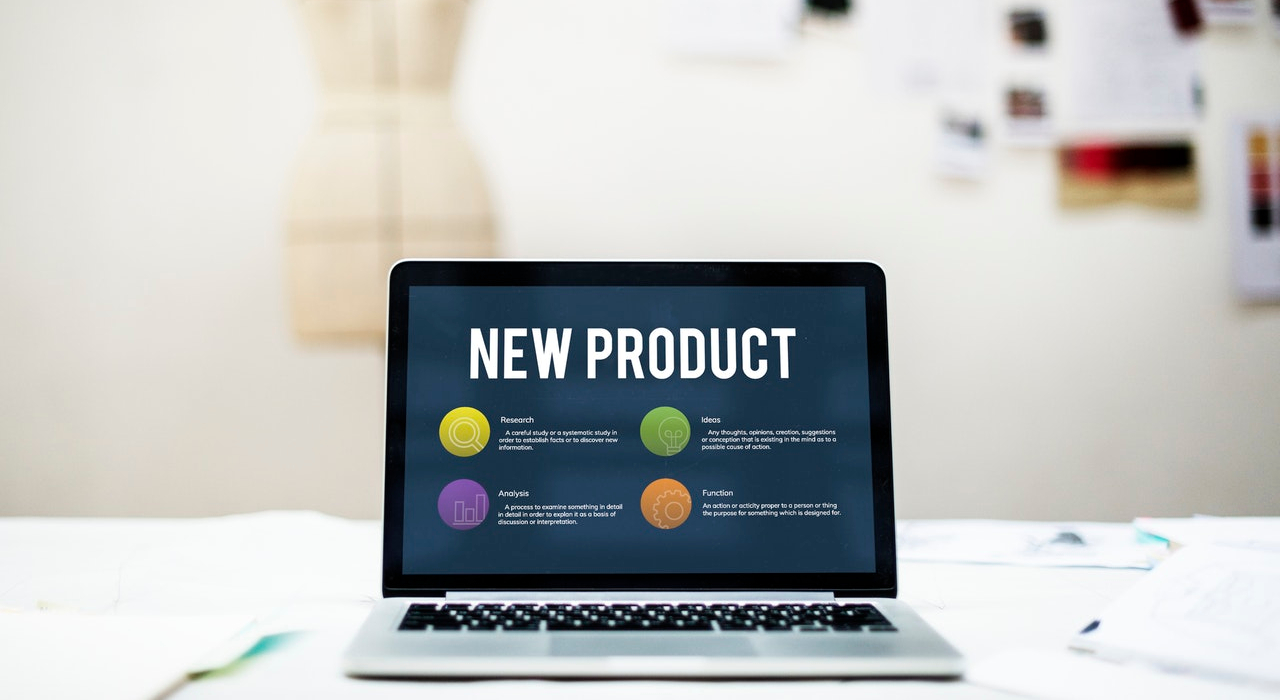 NEW PRODUCT
Research
A careful study or a systematic study in
order to establish facts or to discover new
information.
Ideas
Any thoughts, opinions, creation, suggestions
or conception that is existing in the mind as to a
possible cause of action.
Analysis
A process to examine something in detail
in detail in order to explan it as a basis of
discussion or interpretation.
Function
An action or activity proper to a person or thing
the purpose for something which is designed for.